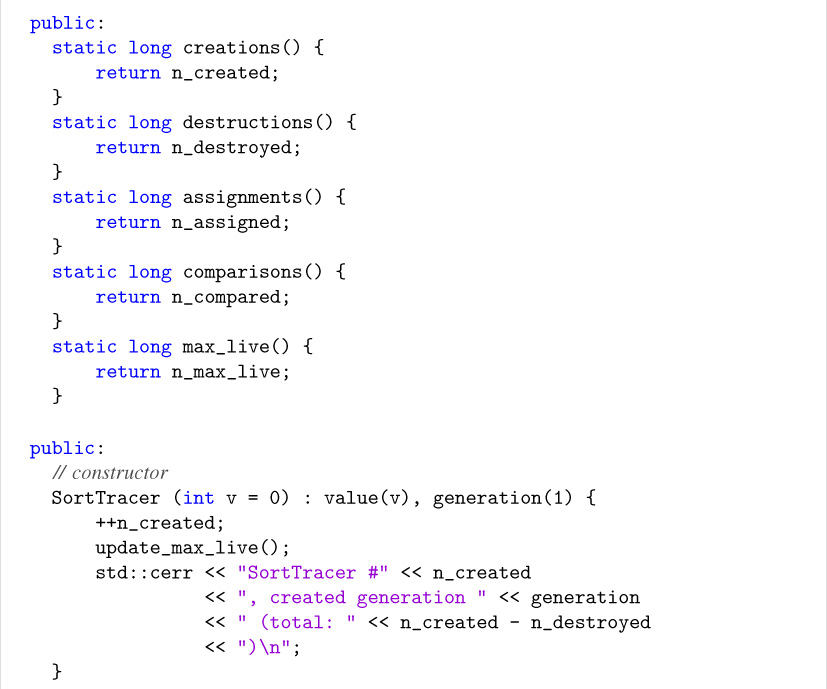 public:
  static long creations() {
      return n_created;
  }
  static long destructions() {
      return n_destroyed;
  }
  static long assignments() {
      return n_assigned;
  }
  static long comparisons() {
      return n_compared;
  }
  static long max_live() {
      return n_max_live;
  }

public:
  // constructor
  SortTracer (int v = 0) : value(v), generation(1) {
      ++n_created;
      update_max_live();
      std::cerr << "SortTracer #" << n_created
                << ", created generation " << generation
                << " (total: " << n_created - n_destroyed
                << ")\n";
  }